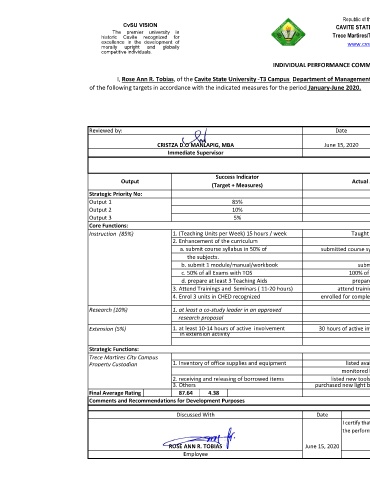 CvSU VISION
The premier university in
historic Cavite recognized for
excellence in the development of
morally upright and globally
competitive individuals.
Republic of th
CAVITE STAT
Trece Martires/T
www.cvsu
INDIVIDUAL PERFORMANCE COMM
I, Rose Ann R. Tobias, of the Cavite State University -T3 Campus Department of Management
of the following targets in accordance with the indicated measures for the period January-June 2020.
Reviewed by: Date
CRISTZA D.O MANLAPIG, MBA June 15, 2020
Immediate Supervisor
Output Success Indicator Actual
(Target + Measures)
Strategic Priority No:
Output 1 85%
Output 2 10%
Output 3 5%
Core Functions:
Instruction (85%) 1. (Teaching Units per Week) 15 hours / week Taught
2. Enhancement of the curriculum
a. submit course syllabus in 50% of submitted course sy
the subjects.
b. submit 1 module/manual/workbook subm
c. 50% of all Exams with TOS 100% of
d. prepare at least 3 Teaching Aids prepar
3. Attend Trainings and Seminars ( 11-20 hours) attend traini
4. Enrol 3 units in CHED recognized enrolled for comple
Research (10%) 1. at least a co-study leader in an approved
research proposal
Extension (5%) 1. at least 10-14 hours of active involvement 30 hours of active in
in extension activity
Strategic Functions:
Trece Martires City Campus
Property Custodian 1. Inventory of office supplies and equipment listed avai
monitored
2. receiving and releasing of borrowed items listed new tools
3. Others purchased new light b
Final Average Rating 87.64 4.38
Comments and Recommendations for Development Purposes
Discussed With Date
I certify that
the perform
ROSE ANN R. TOBIAS June 15, 2020
Employee